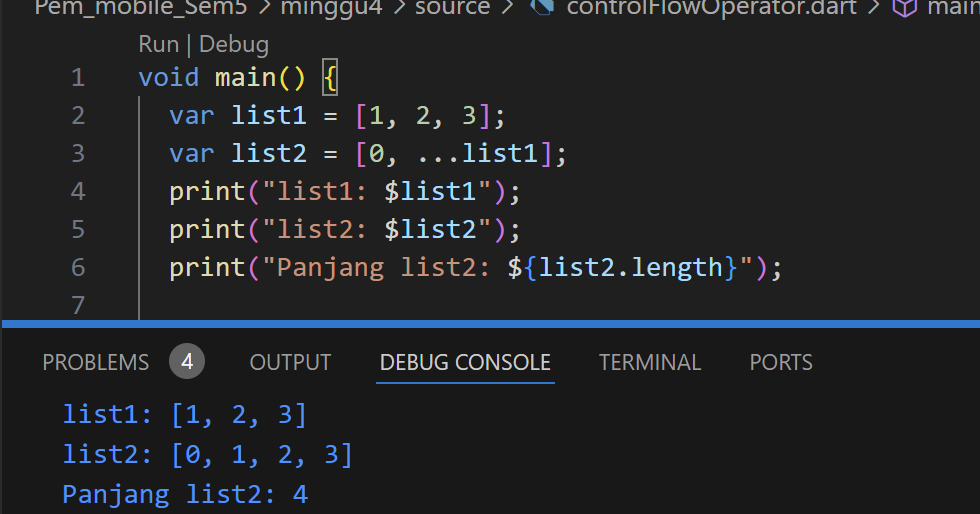 Pem_mobile_Sem5 > minggu4 > source > controlFlowOperator.dart > main
Run | Debug
1 void main() {
2 var list1 = [1, 2, 3];
3 var list2 = [0, ...list1];
4 print("list1: $list1");
5 print("list2: $list2");
6 print("Panjang list2: ${list2.length}");
7
PROBLEMS 4 OUTPUT DEBUG CONSOLE TERMINAL PORTS
list1: [1, 2, 3]
list2: [0, 1, 2, 3]
Panjang list2: 4